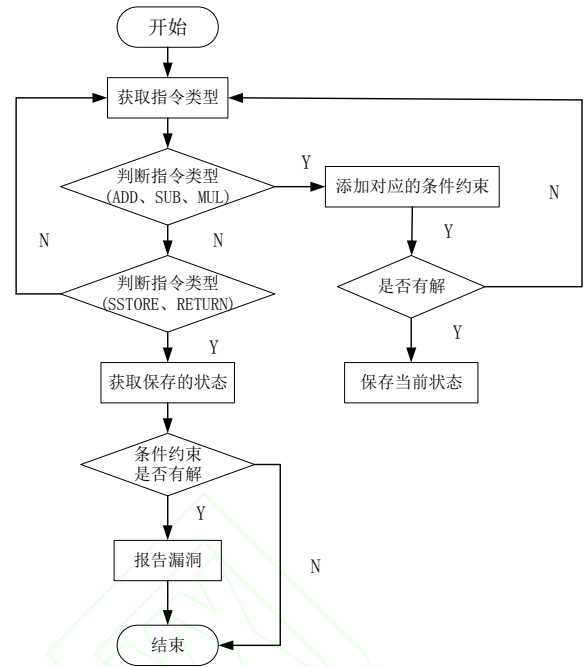 开始
获取指令类型
判断指令类型
(ADD、SUB、MUL)
Y
添加对应的条件约束
N
N
N
Y
判断指令类型
(SSTORE、RETURN)
是否有解
Y
Y
获取保存的状态
保存当前状态
条件约束
是否有解
Y
报告漏洞
N
结束